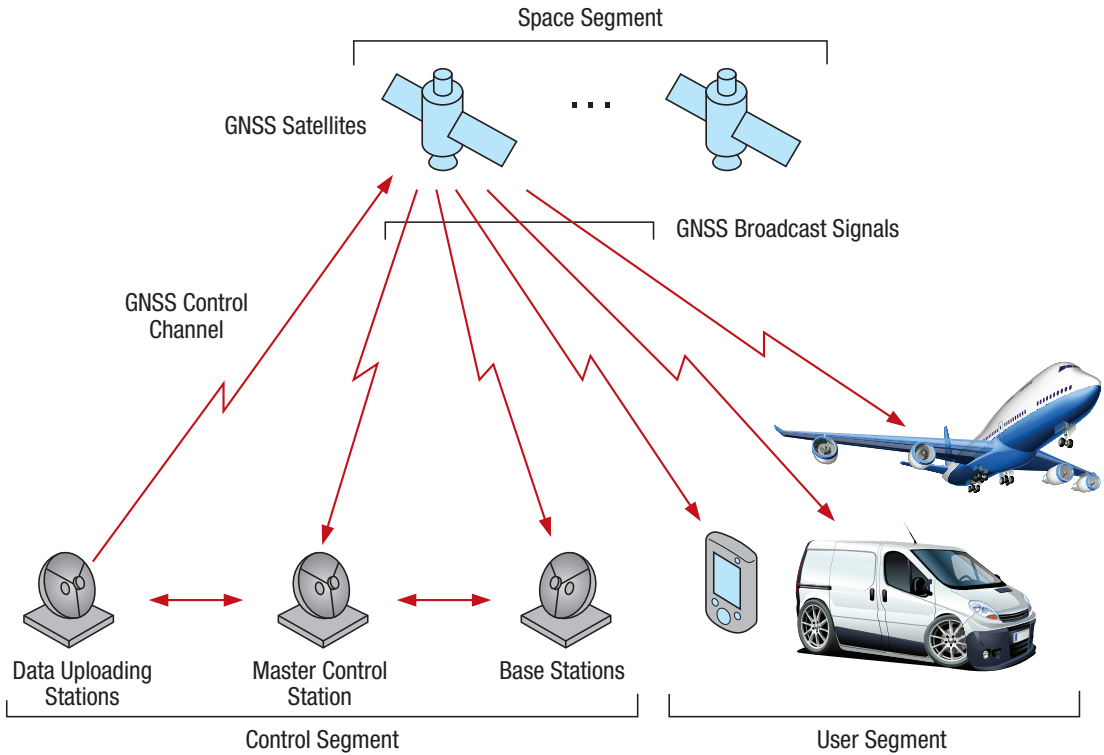 Space Segment
GNSS Satellites
GNSS Broadcast Signals
GNSS Control
Channel
Data Uploading
Stations
Master Control
Station
Base Stations
Control Segment
User Segment